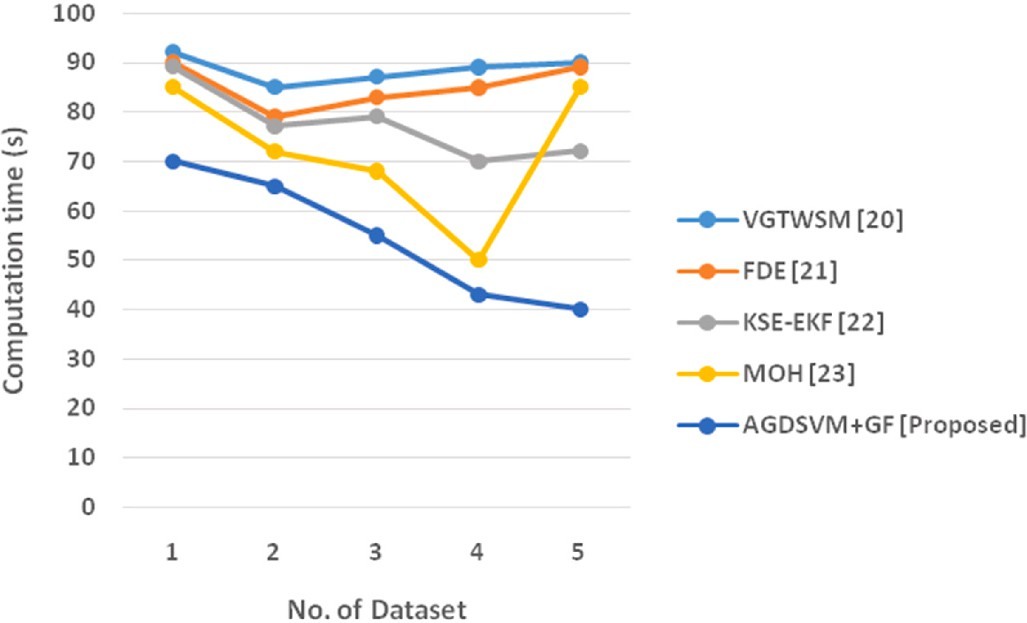 100
90
80
70
60
50
40
30
20
10
0
Computation time (s)
1 2 3 4 5
No. of Dataset
VGTWSM [20]
FDE [21]
KSE-EKF [22]
MOH [23]
AGDSVM+GF [Proposed]